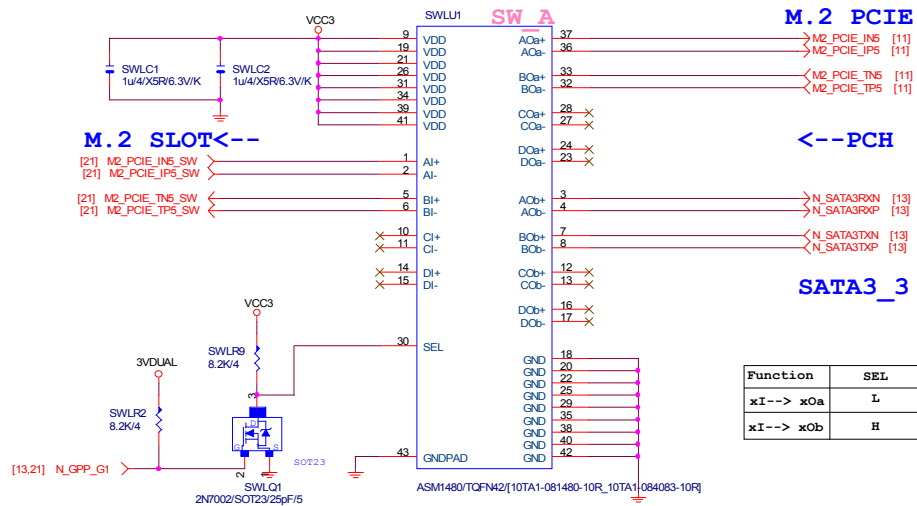 SWLU1
SW_A
M.2 PCIE
VCC3
SWLC1
1u/4/X5R/6.3V/K
SWLC2
1u/4/X5R/6.3V/K
9 VDD
19 VDD
21 VDD
26 VDD
31 VDD
34 VDD
39 VDD
41 VDD
AOa+ 37 M2_PCIE_IN5 [11]
AOa- 36 M2_PCIE_IP5 [11]
BOa+ 33 M2_PCIE_TN5 [11]
BOa- 32 M2_PCIE_TP5 [11]
COa+ 28
COa- 27
DOa+ 24
DOa- 23
M.2 SLOT<--
<--PCH
[21] M2_PCIE_IN5_SW 1 AI+
[21] M2_PCIE_IP5_SW 2 AI-
[21] M2_PCIE_TN5_SW 5 BI+
[21] M2_PCIE_TP5_SW 6 BI-
10 CI+
11 CI-
14 DI+
15 DI-
AOb+ 3 N_SATA3RXN [13]
AOb- 4 N_SATA3RXP [13]
BOb+ 7 N_SATA3TXN [13]
BOb- 8 N_SATA3TXP [13]
COb+ 12
COb- 13
DOb+ 16
DOb- 17
SATA3_3
VCC3
SWLR9
8.2K/4
30 SEL
3VDUAL
SWLR2
8.2K/4
3
D
G
S
2
1
SOT23
[13,21] N_GPP_G1
SWLQ1
2N7002/SOT23/25pF/5
GND 18
GND 20
GND 22
GND 25
GND 29
GND 35
GND 38
GND 40
GND 42
43 GNDPAD
ASM1480/TQFN42/[10TA1-081480-10R_10TA1-084083-10R]
Function SEL
xI--> xOa L
xI--> xOb H